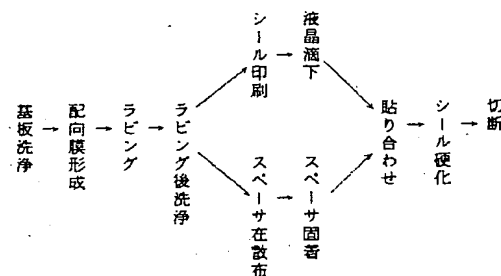 基板洗浄
配向膜形成
ラビング
ラビング後洗浄
シール印刷
液晶滴下
スペーサ在散布
スペーサ固着
貼り合わせ
シール硬化
切断